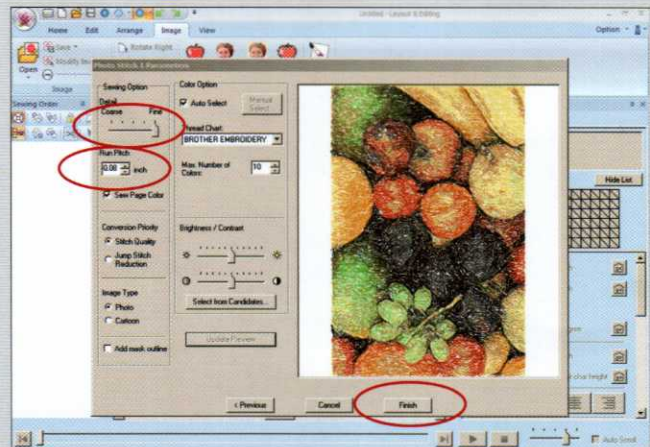 Untitled - Layout & Editing
Home Edit Arrange Image View Option
Save
Rotate Right
Open
Modify
Image
Photo Stitch 1 Parameters
Sewing Order
Sewing Option
Color Option
Detail
Coarse Fine
Auto Select
Manual Select
Thread Chart:
BROTHER EMBROIDERY
Run Pitch
0.08 inch
Max. Number of Colors:
10
Hide List
Sew Page Color
Conversion Priority
Brightness / Contrast
Stitch Quality
Jump Stitch Reduction
Image Type
Photo
Select from Candidates...
Cartoon
Update Preview
char height
Add mask outline
< Previous
Cancel
Finish
Auto Scroll